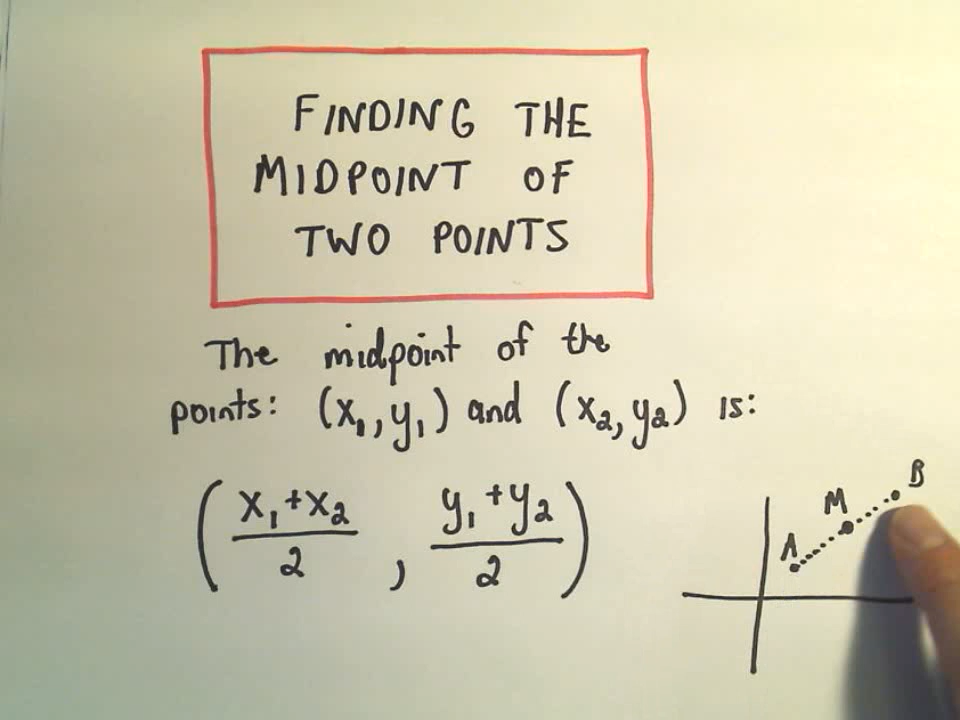 FINDING THE
MIDPOINT OF
TWO POINTS
The midpoint of the
points: (x₁, y₁) and (x₂, y₂) is:
(x₁+x₂/2, y₁+y₂/2)
B
M
A